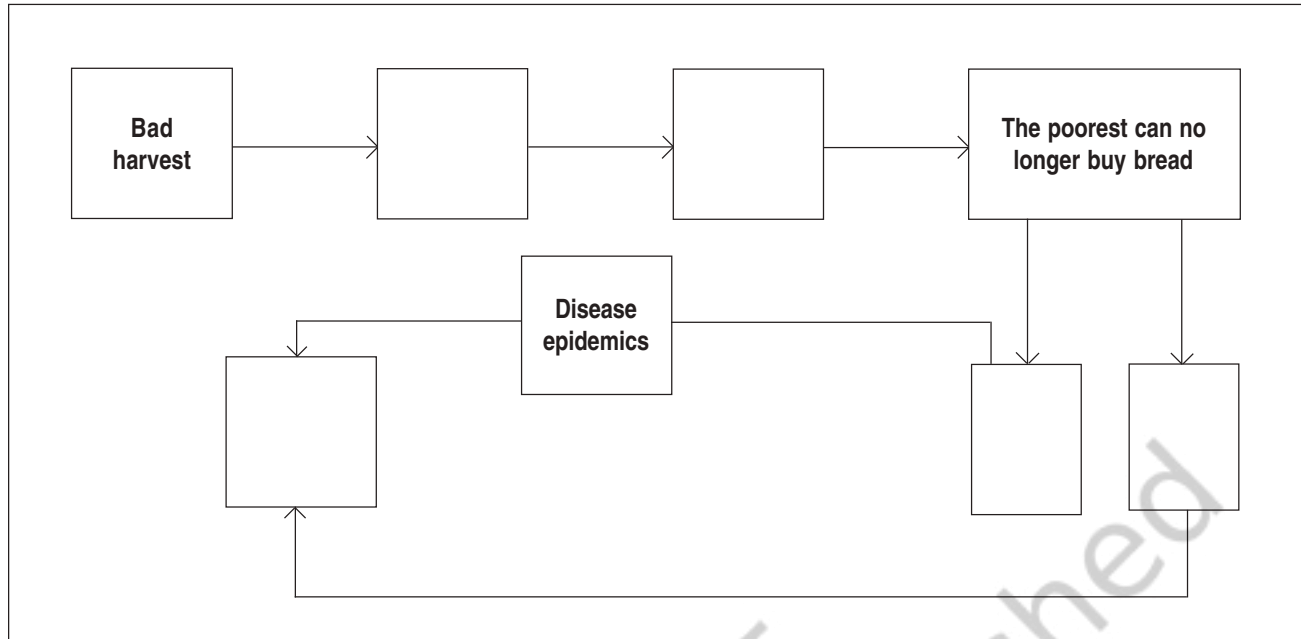 Bad
harvest
The poorest can no
longer buy bread
Disease
epidemics